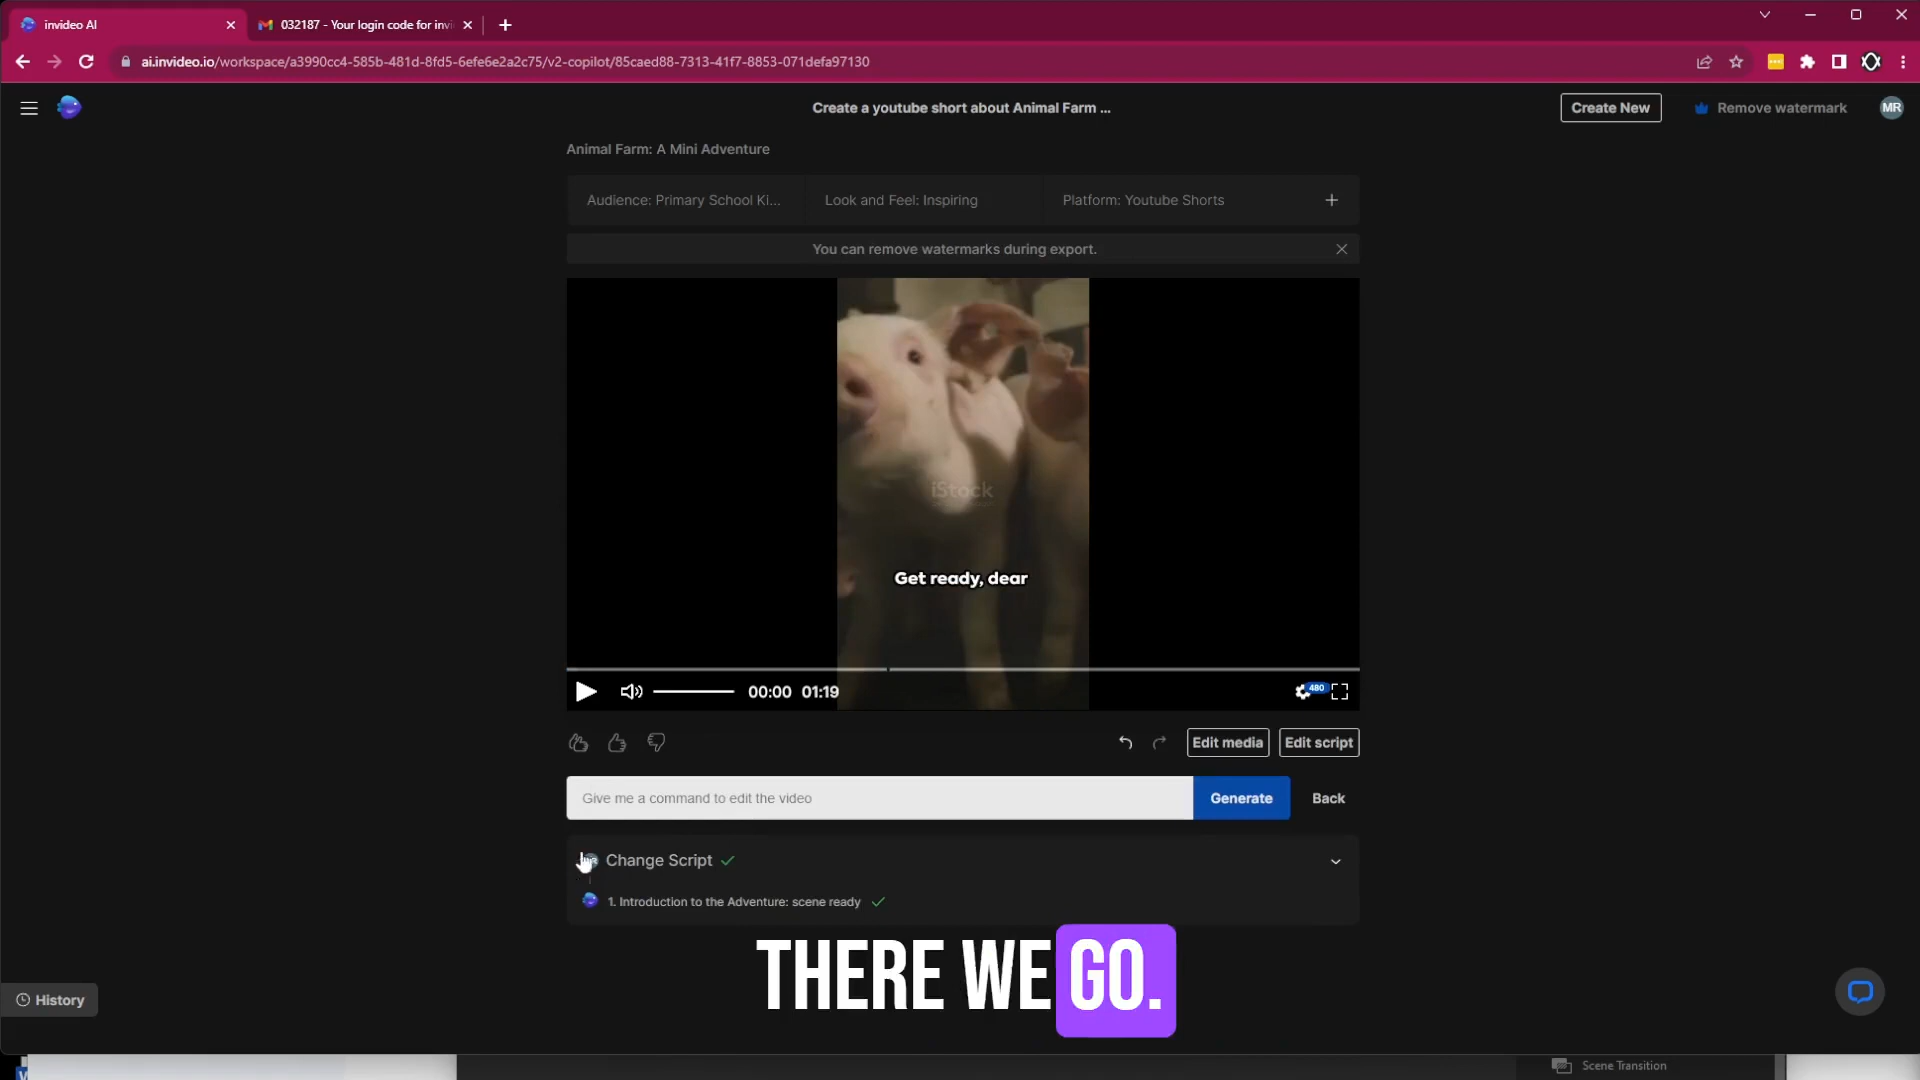 invideo AI
032187 - Your login code for invi
ai.invideo.io/workspace/a3990cc4-585b-481d-8fd5-6efe6e2a2c75/v2-copilot/85caed88-7313-41f7-8853-071defa97130
Create a youtube short about Animal Farm ...
Create New
Remove watermark
MR
Animal Farm: A Mini Adventure
Audience: Primary School Ki...
Look and Feel: Inspiring
Platform: Youtube Shorts
You can remove watermarks during export.
iStock
Get ready, dear
00:00 01:19
480
Edit media
Edit script
Give me a command to edit the video
Generate
Back
Change Script
1. Introduction to the Adventure: scene ready
THERE WE GO.
History
Scene Transition